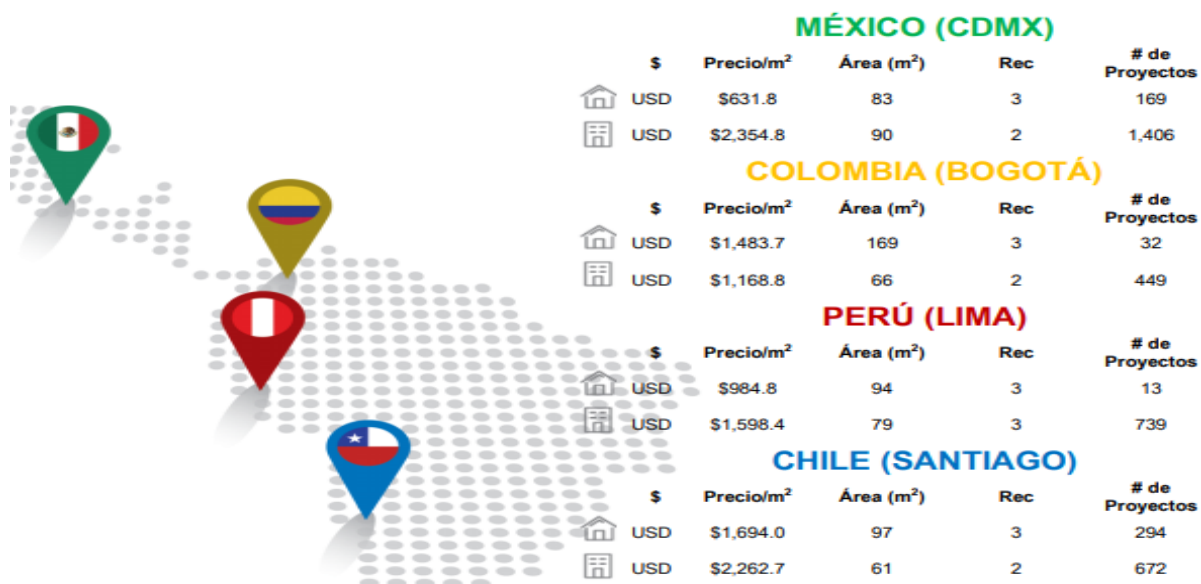 MÉXICO (CDMX)
$ Precio/m² Área (m²) Rec # de Proyectos
USD $631.8 83 3 169
USD $2,354.8 90 2 1,406
COLOMBIA (BOGOTÁ)
$ Precio/m² Área (m²) Rec # de Proyectos
USD $1,483.7 169 3 32
USD $1,168.8 66 2 449
PERÚ (LIMA)
$ Precio/m² Área (m²) Rec # de Proyectos
USD $984.8 94 3 13
USD $1,598.4 79 3 739
CHILE (SANTIAGO)
$ Precio/m² Área (m²) Rec # de Proyectos
USD $1,694.0 97 3 294
USD $2,262.7 61 2 672